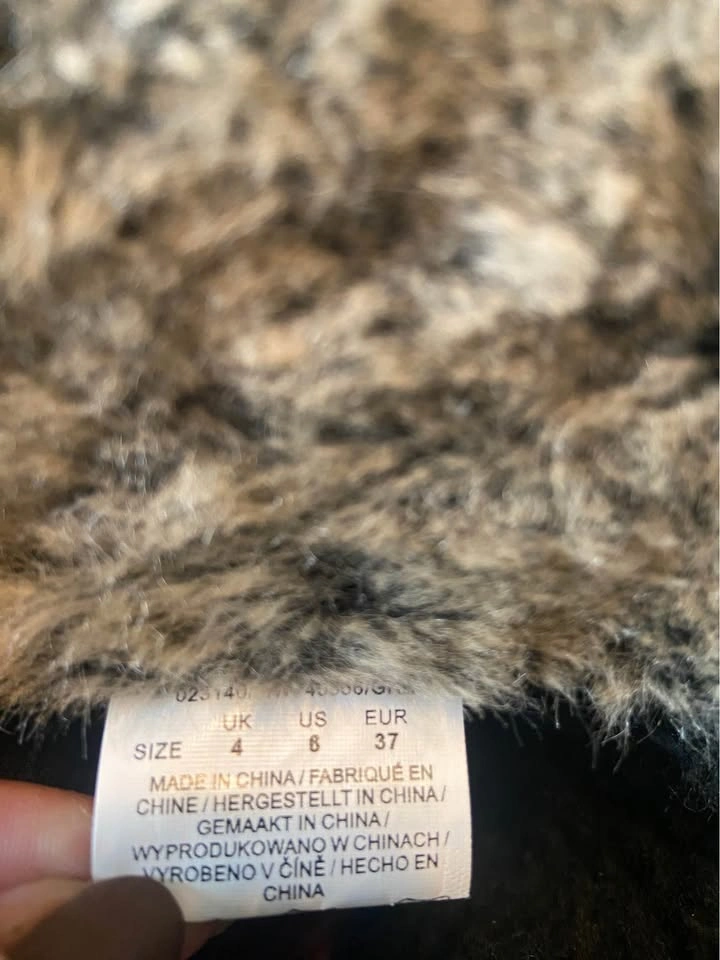 UK US EUR
SIZE 4 6 37
MADE IN CHINA / FABRIQUÉ EN
CHINE / HERGESTELLT IN CHINA /
GEMAAKT IN CHINA /
WYPRODUKOWANO W CHINACH /
VYROBENO V ČÍNĚ / HECHO EN
CHINA